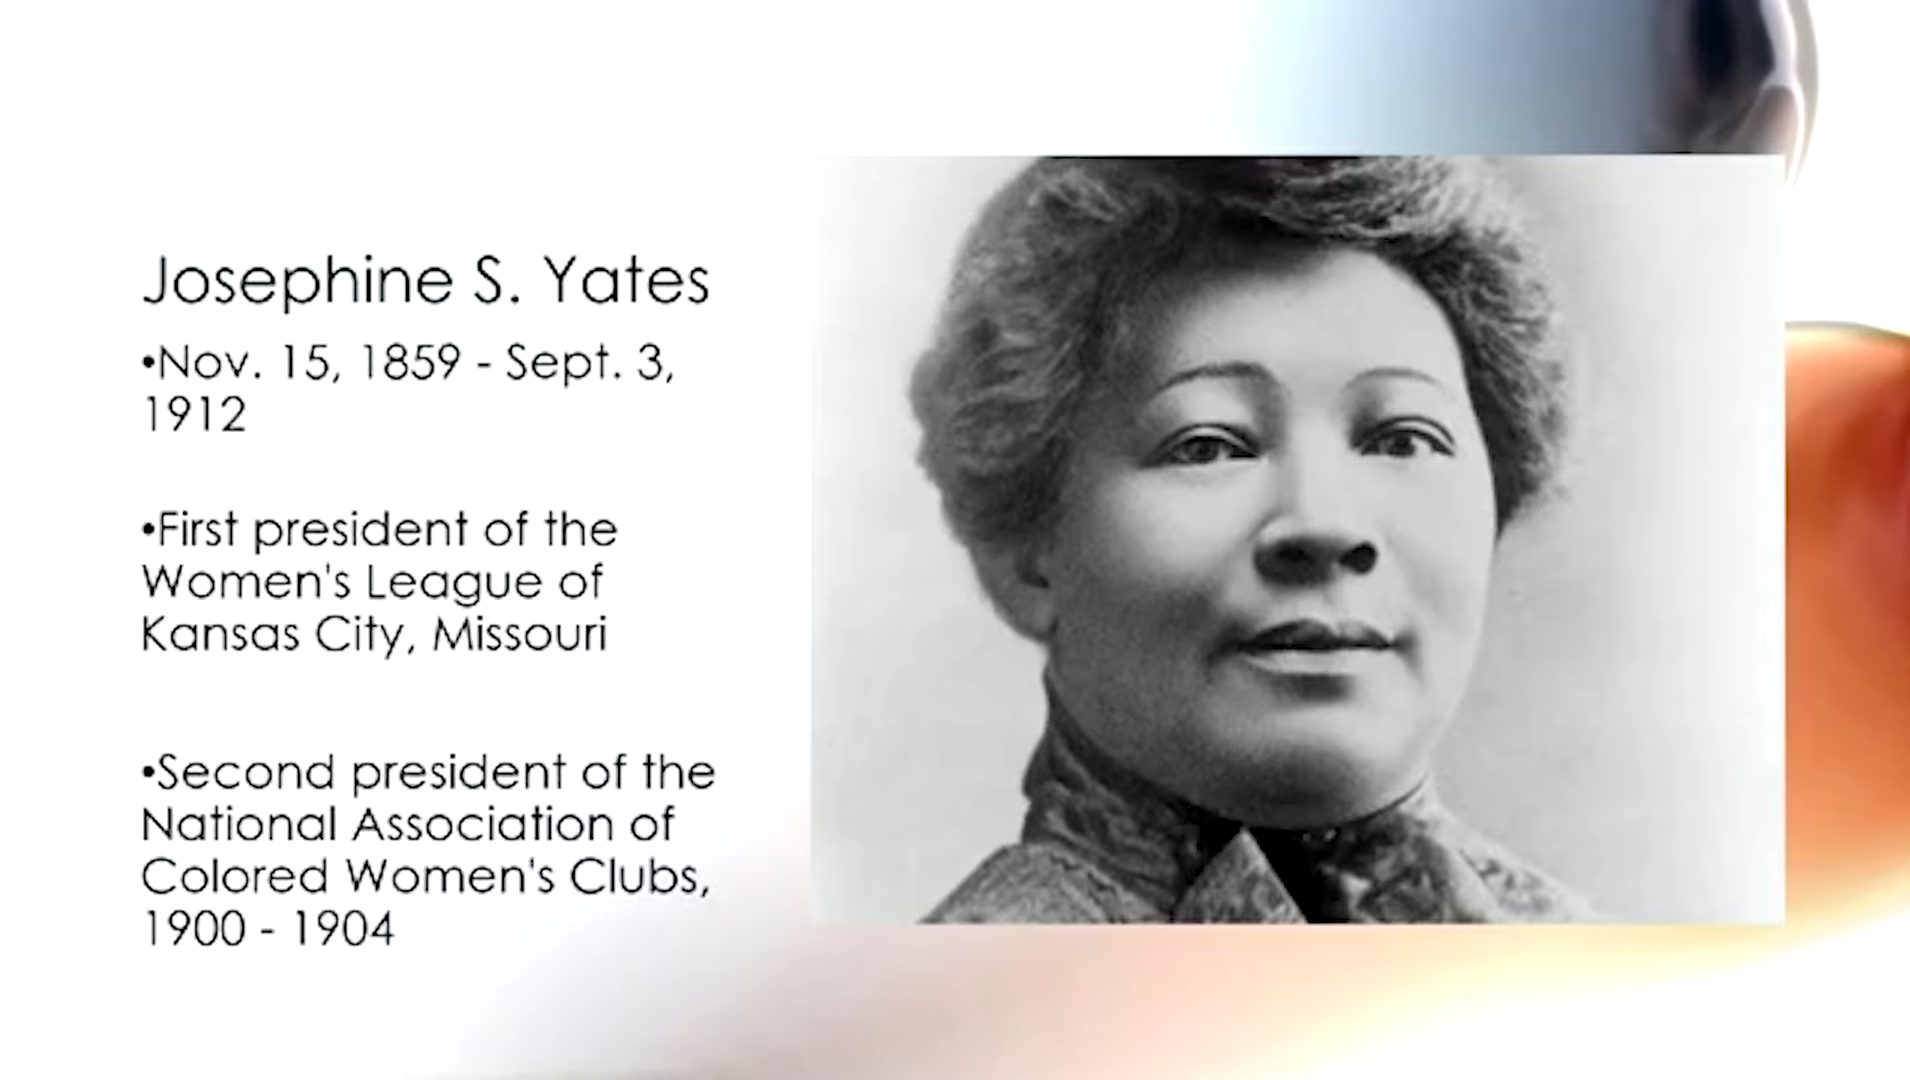 Josephine S. Yates
•Nov. 15, 1859 - Sept. 3,
1912
•First president of the
Women's League of
Kansas City, Missouri
•Second president of the
National Association of
Colored Women's Clubs,
1900 - 1904